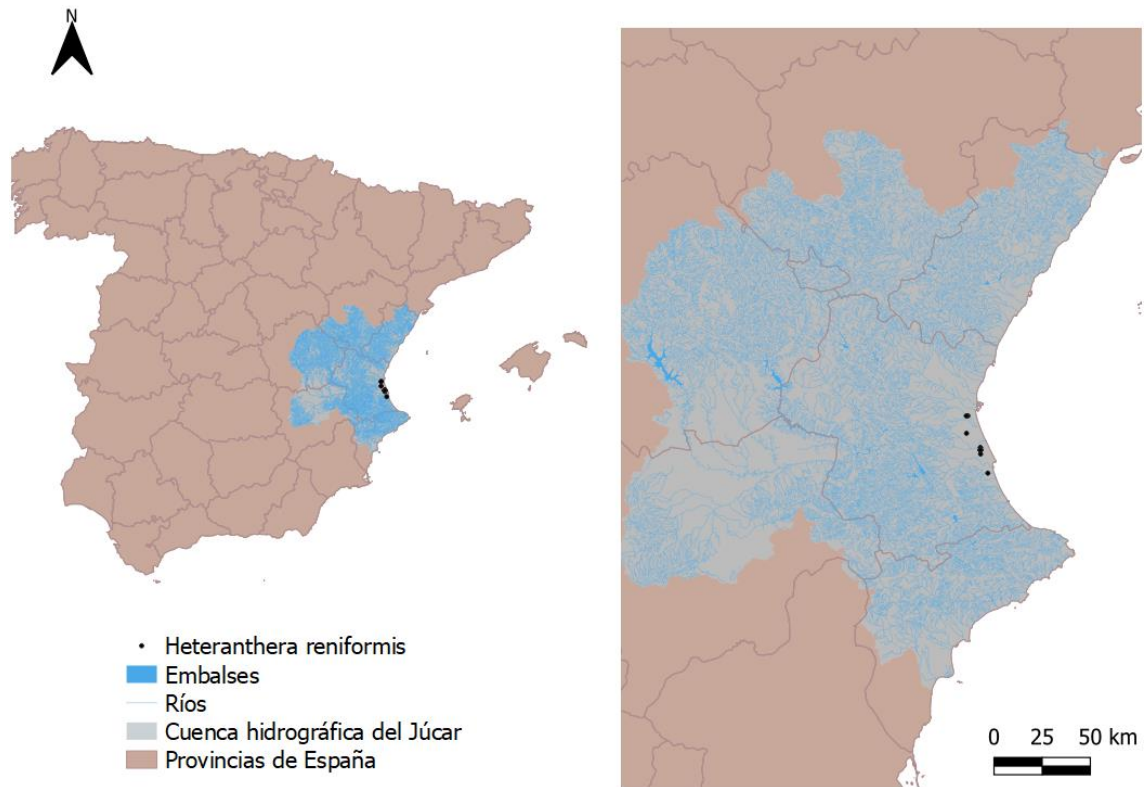 N
Heteranthera reniformis
Embalses
Ríos
Cuenca hidrográfica del Júcar
Provincias de España
0 25 50 km